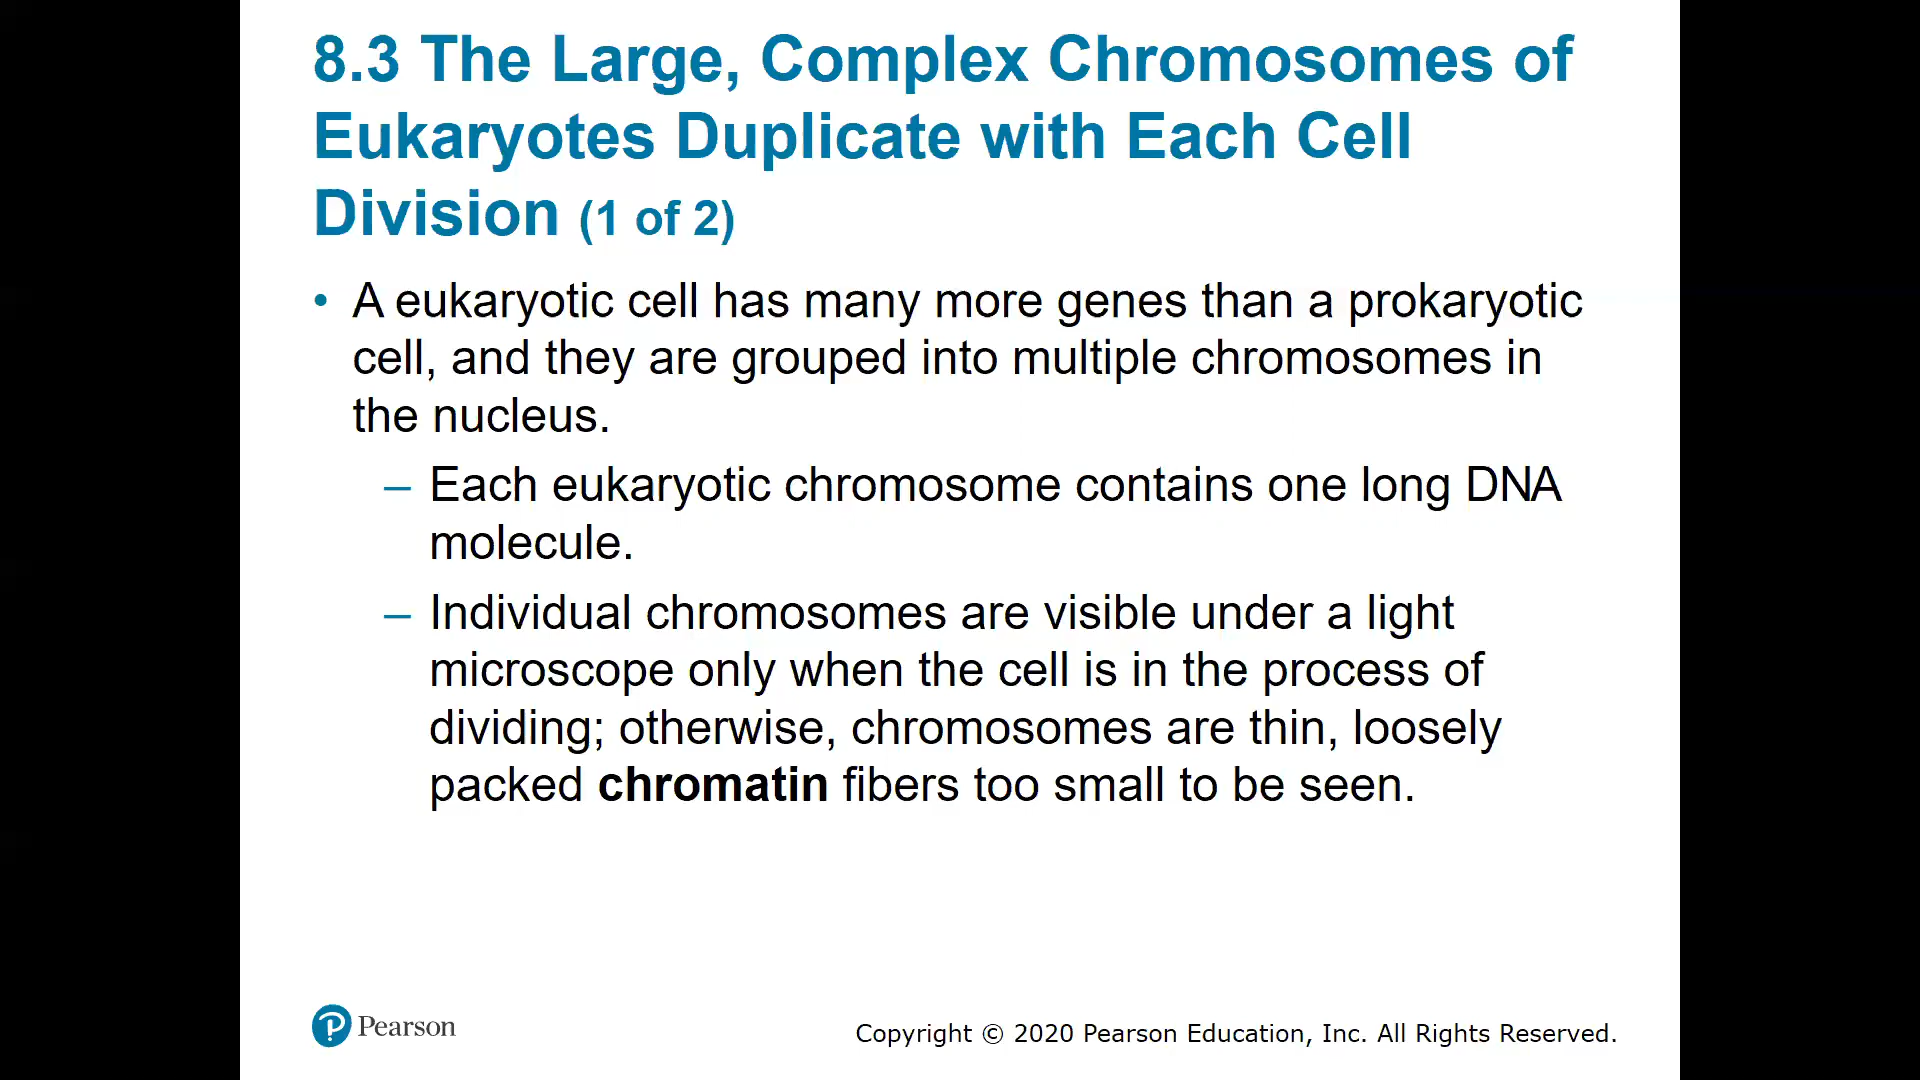 8.3 The Large, Complex Chromosomes of
Eukaryotes Duplicate with Each Cell
Division (1 of 2)
• A eukaryotic cell has many more genes than a prokaryotic
cell, and they are grouped into multiple chromosomes in
the nucleus.
– Each eukaryotic chromosome contains one long DNA
molecule.
– Individual chromosomes are visible under a light
microscope only when the cell is in the process of
dividing; otherwise, chromosomes are thin, loosely
packed chromatin fibers too small to be seen.
Pearson
Copyright © 2020 Pearson Education, Inc. All Rights Reserved.